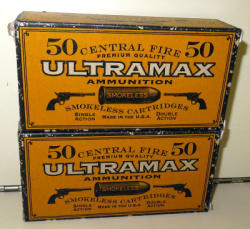 50 CENTRAL FIRE 50
PREMIUM QUALITY
ULTRAMAX
AMMUNITION
SMOKELESS
SMOKELESS CARTRIDGES
SINGLE ACTION MADE IN THE U.S.A. DOUBLE ACTION
50 CENTRAL FIRE 50
PREMIUM QUALITY
ULTRAMAX
AMMUNITION
SMOKELESS
SMOKELESS CARTRIDGES
SINGLE ACTION MADE IN U.S.A. DOUBLE ACTION